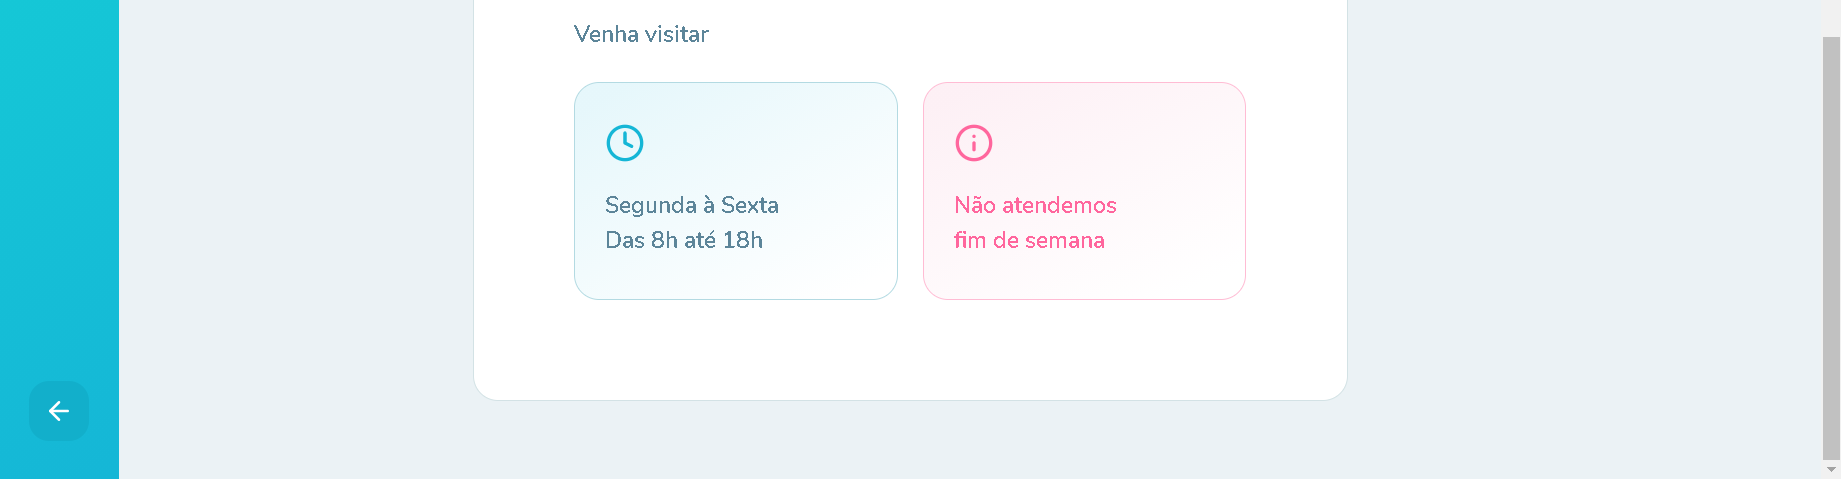 Venha visitar
Segunda à Sexta
Das 8h até 18h
Não atendemos
fim de semana